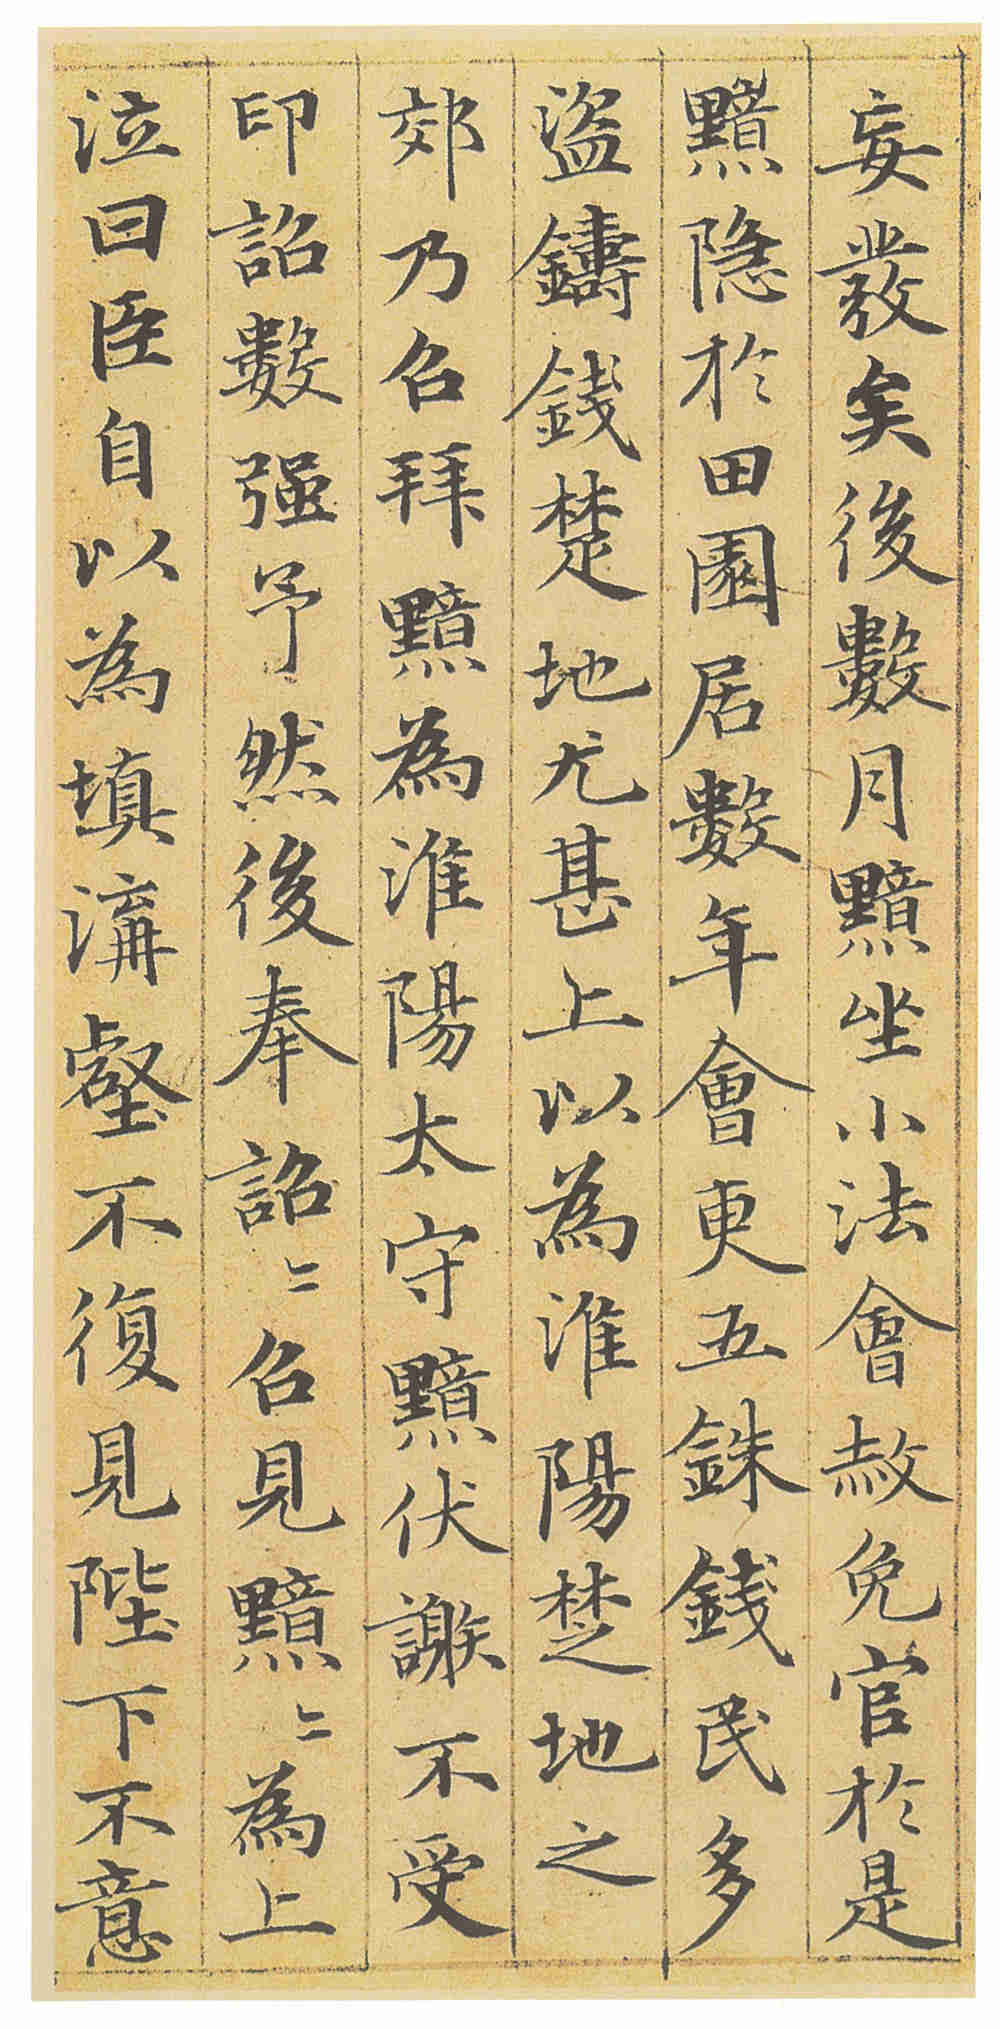 妄發矣後數月黯坐小法會赦免官於是
黯隱於田園居數年會更五銖錢民多
盜鑄錢楚地尤甚上以為淮陽楚地之
郊乃召拜黯為淮陽太守黯伏謝不受
印詔數强予然後奉詔〻召見黯〻為上
泣曰臣自以為填溝壑不復見陛下不意